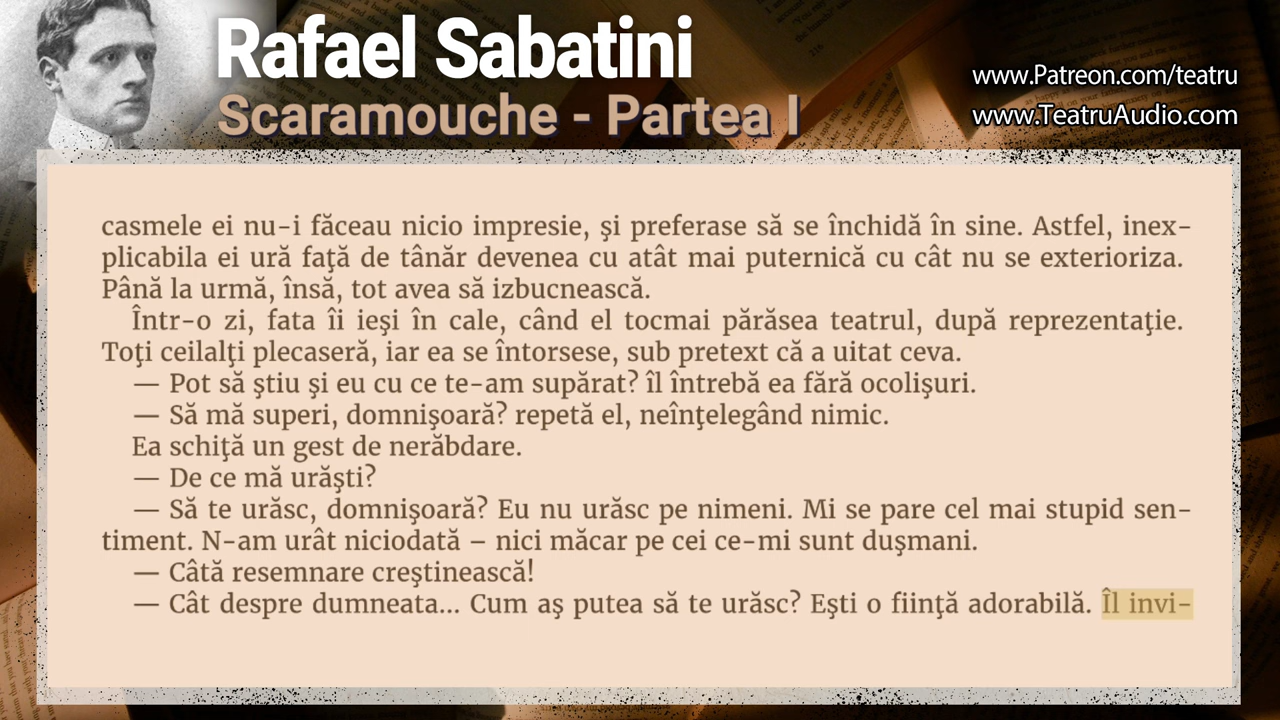 Rafael Sabatini
Scaramouche - Partea I
www.Patreon.com/teatru
www.TeatruAudio.com
casmele ei nu-i făceau nicio impresie, şi preferase să se închidă în sine. Astfel, inex-
plicabila ei ură faţă de tânăr devenea cu atât mai puternică cu cât nu se exterioriza.
Până la urmă, însă, tot avea să izbucnească.
Într-o zi, fata îi ieşi în cale, când el tocmai părăsea teatrul, după reprezentaţie.
Toţi ceilalţi plecaseră, iar ea se întorsese, sub pretext că a uitat ceva.
— Pot să ştiu şi eu cu ce te-am supărat? îl întrebă ea fără ocolişuri.
— Să mă superi, domnişoară? repetă el, neînţelegând nimic.
Ea schiţă un gest de nerăbdare.
— De ce mă urăşti?
— Să te urăsc, domnişoară? Eu nu urăsc pe nimeni. Mi se pare cel mai stupid sen-
timent. N-am urât niciodată – nici măcar pe cei ce-mi sunt duşmani.
— Câtă resemnare creştinească!
— Cât despre dumneata... Cum aş putea să te urăsc? Eşti o fiinţă adorabilă. Îl invi-